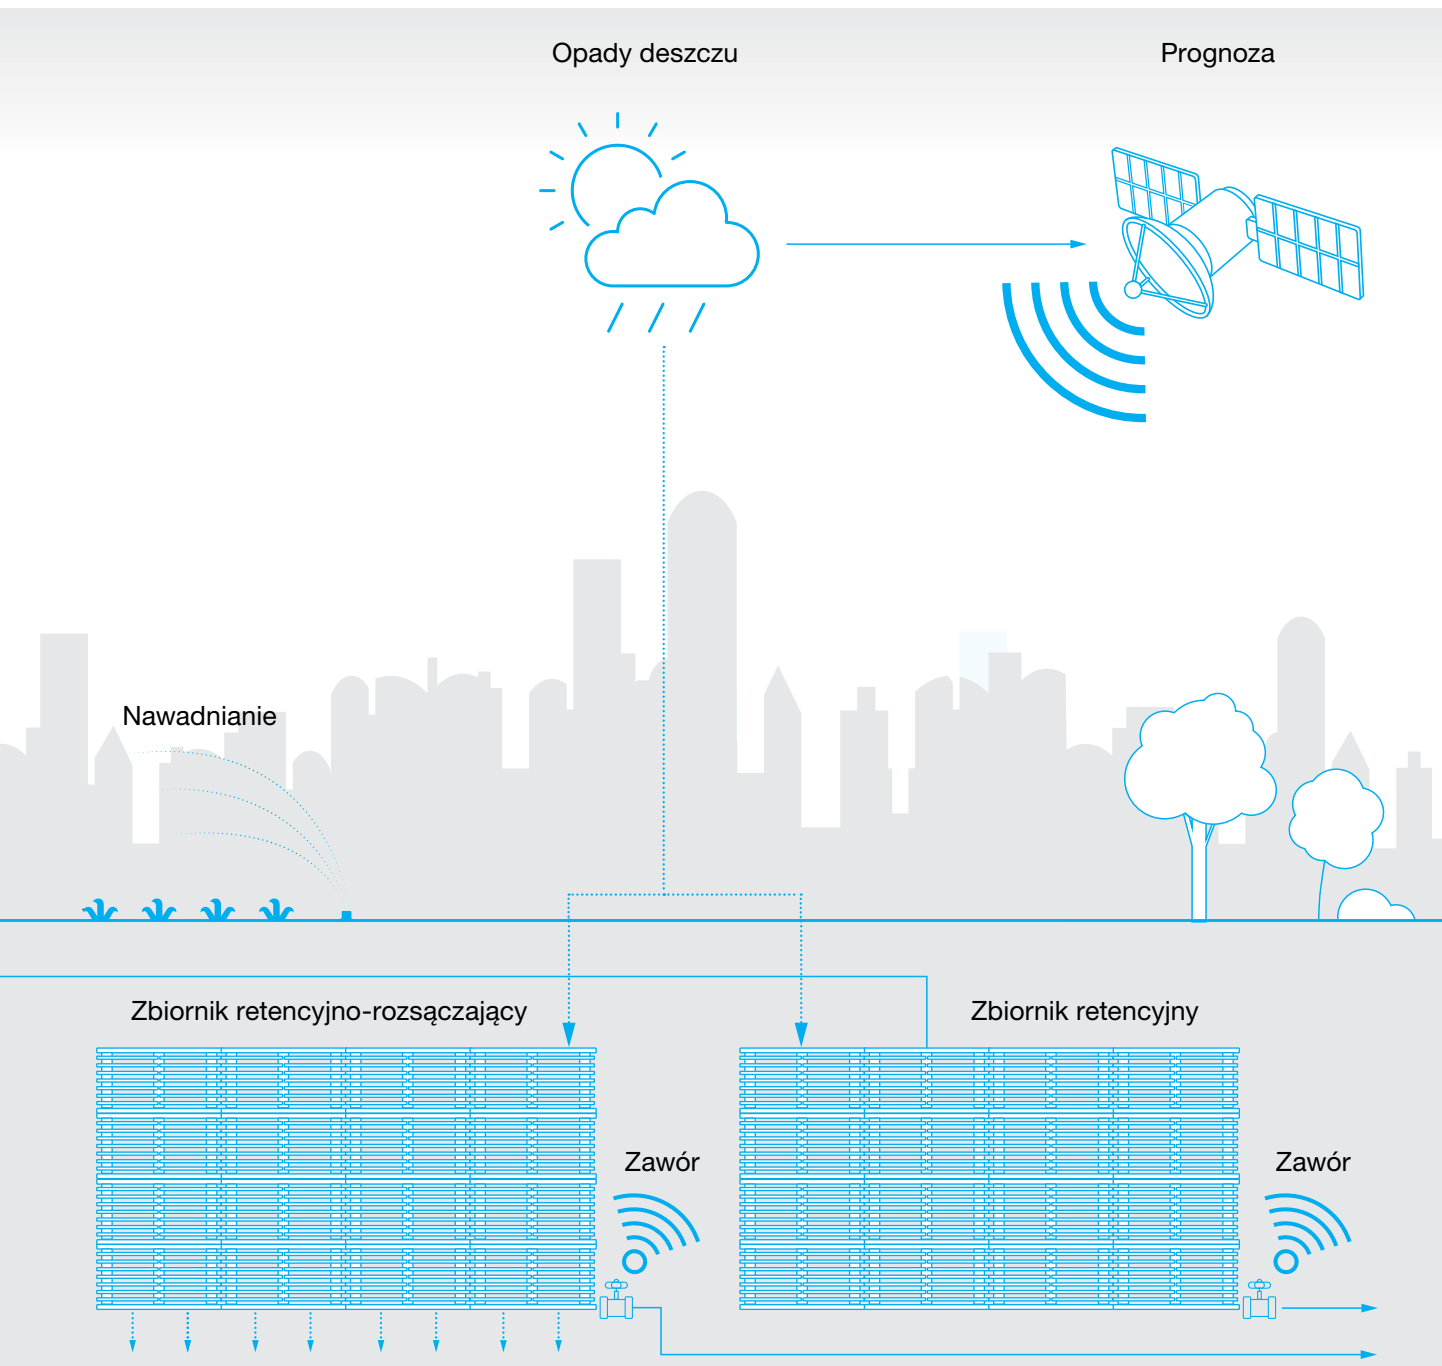 Opady deszczu
Prognoza
Nawadnianie
Zbiornik retencyjno-rozsączający
Zbiornik retencyjny
Zawór
Zawór